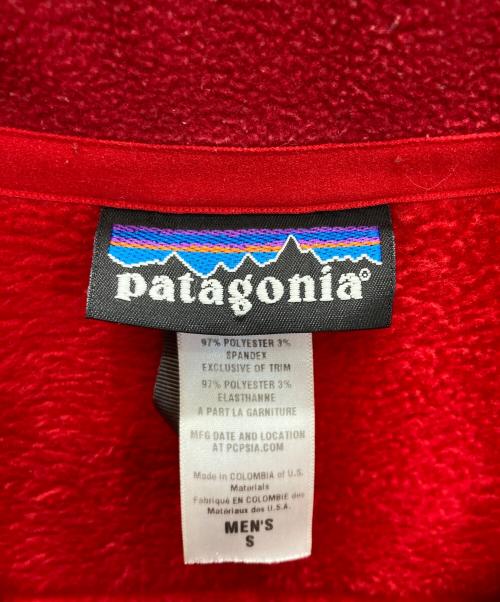 patagonia®
97% POLYESTER 3%
SPANDEX
EXCLUSIVE OF TRIM
97% POLYESTER 3%
ELASTHANNE
A PART LA GARNITURE
MFG DATE AND LOCATION
AT PCPSIA.COM
Made in COLOMBIA of U.S.
Materials
Fabriqué EN COLOMBIE des
Matériaux des U.S.A.
MEN'S
S